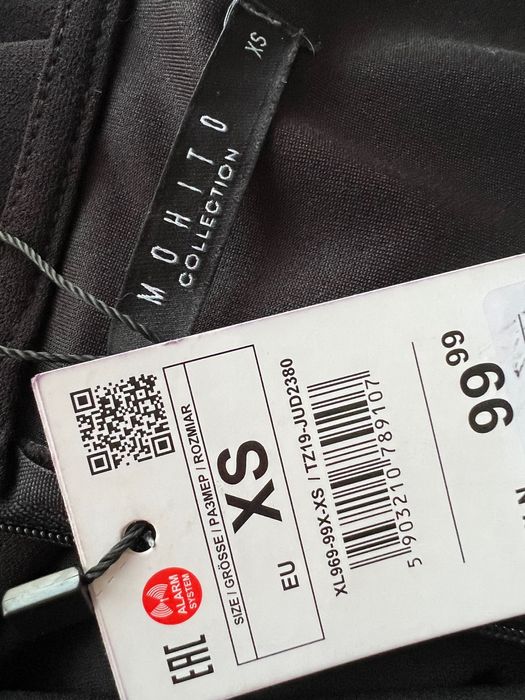 MOHITO
COLLECTION
XS
SIZE / GRÖSSE / PA3MEP / ROZMIAR
XS
EU
XL969-99X-XS / TZ19-JUD2380
5 903210 789107
99 99
ALARM
SYSTEM
EAC